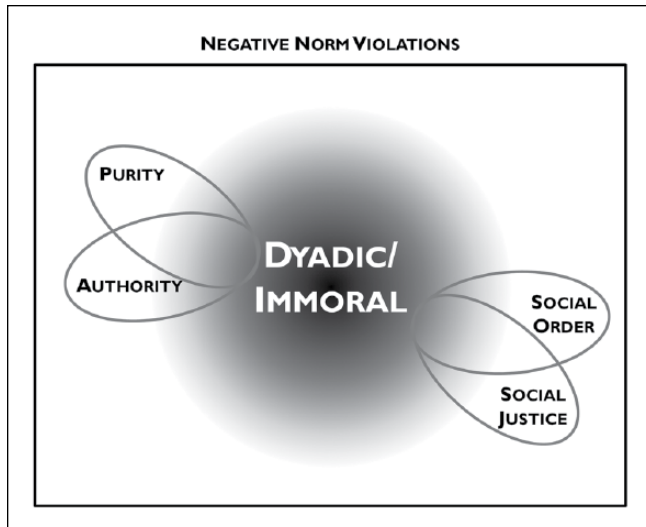 NEGATIVE NORM VIOLATIONS
PURITY
AUTHORITY
DYADIC/
IMMORAL
SOCIAL
ORDER
SOCIAL
JUSTICE